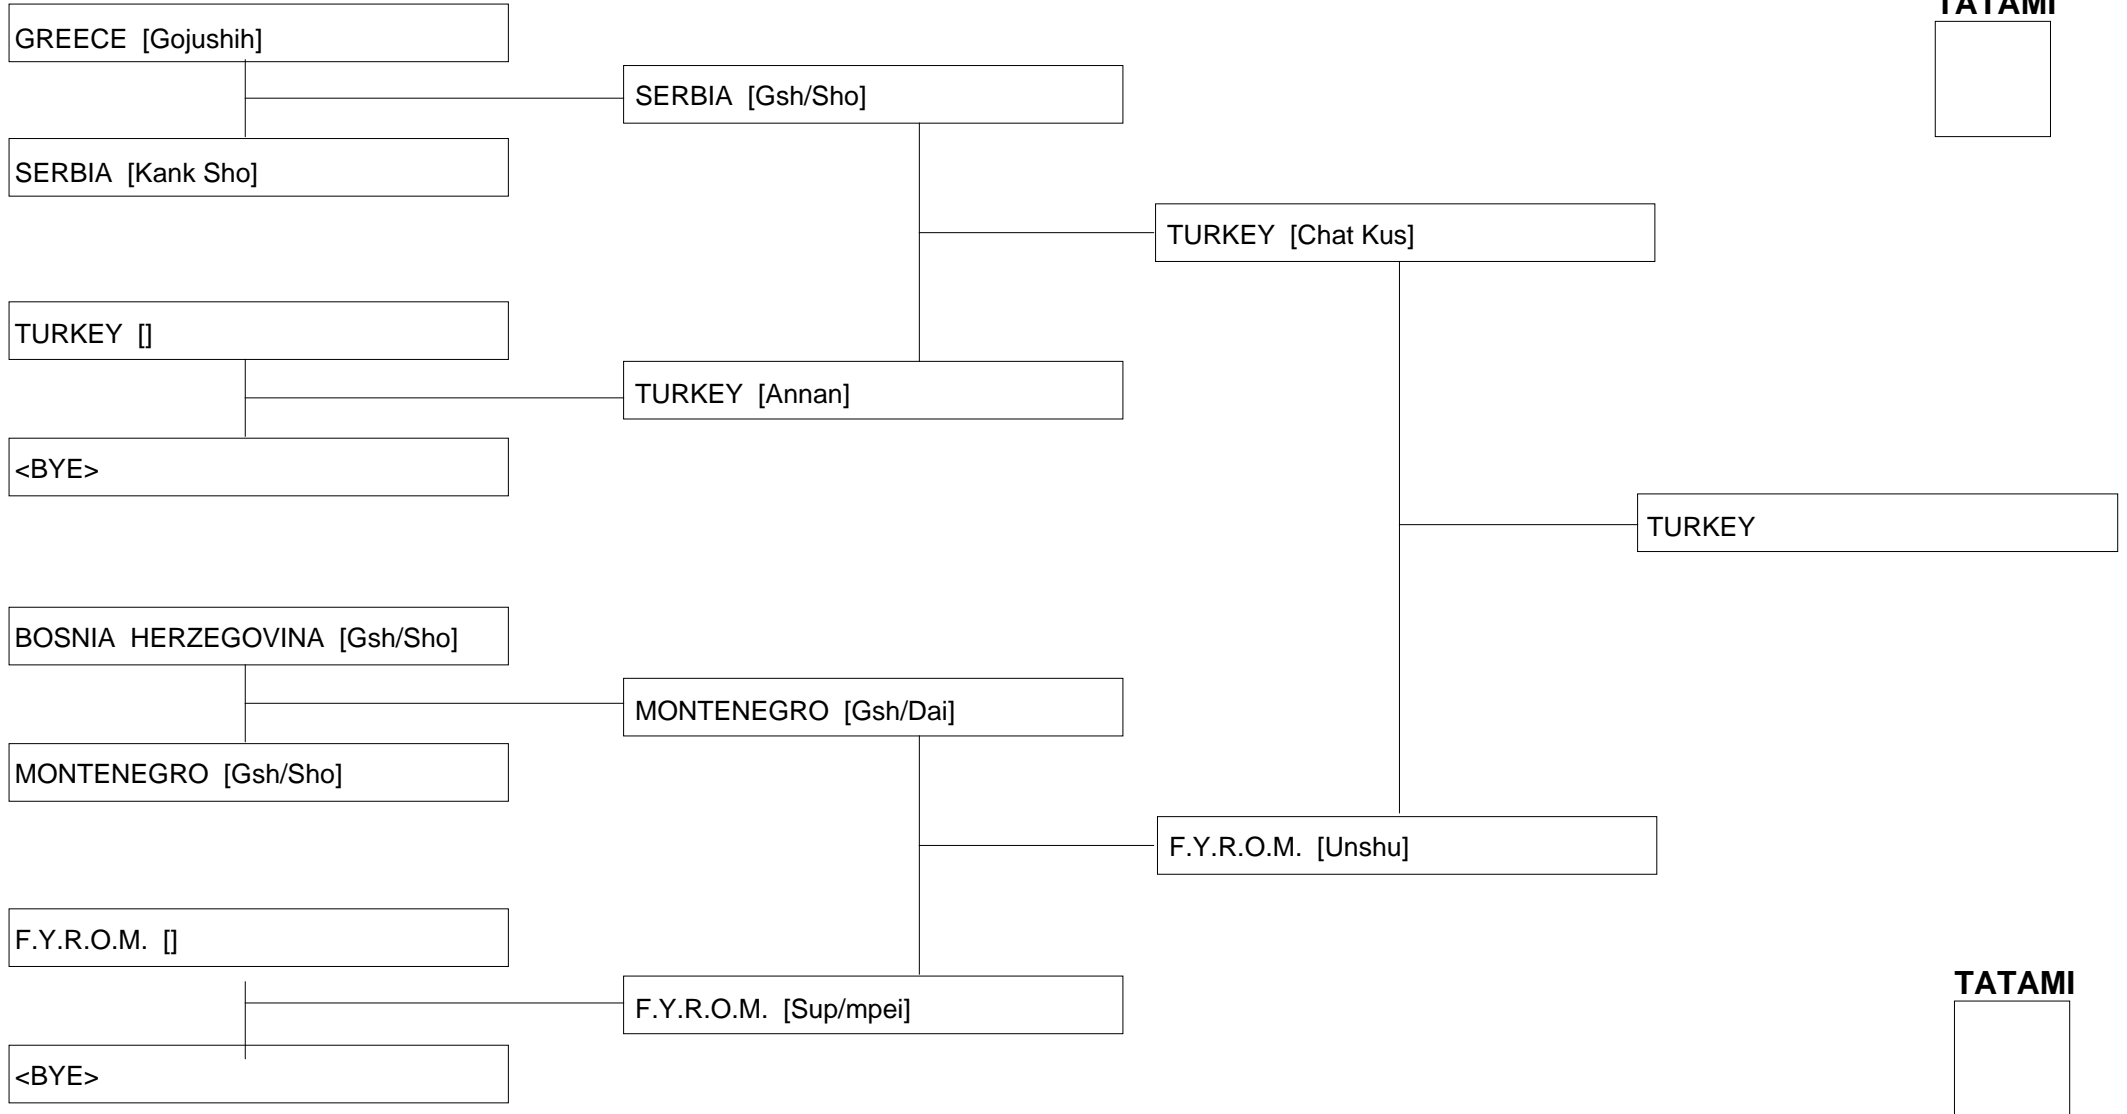 TATAMI
GREECE [Gojushih]
SERBIA [Gsh/Sho]
SERBIA [Kank Sho]
TURKEY [Chat Kus]
TURKEY []
TURKEY [Annan]
<BYE>
TURKEY
BOSNIA HERZEGOVINA [Gsh/Sho]
MONTENEGRO [Gsh/Dai]
MONTENEGRO [Gsh/Sho]
F.Y.R.O.M. [Unshu]
F.Y.R.O.M. []
TATAMI
F.Y.R.O.M. [Sup/mpei]
<BYE>